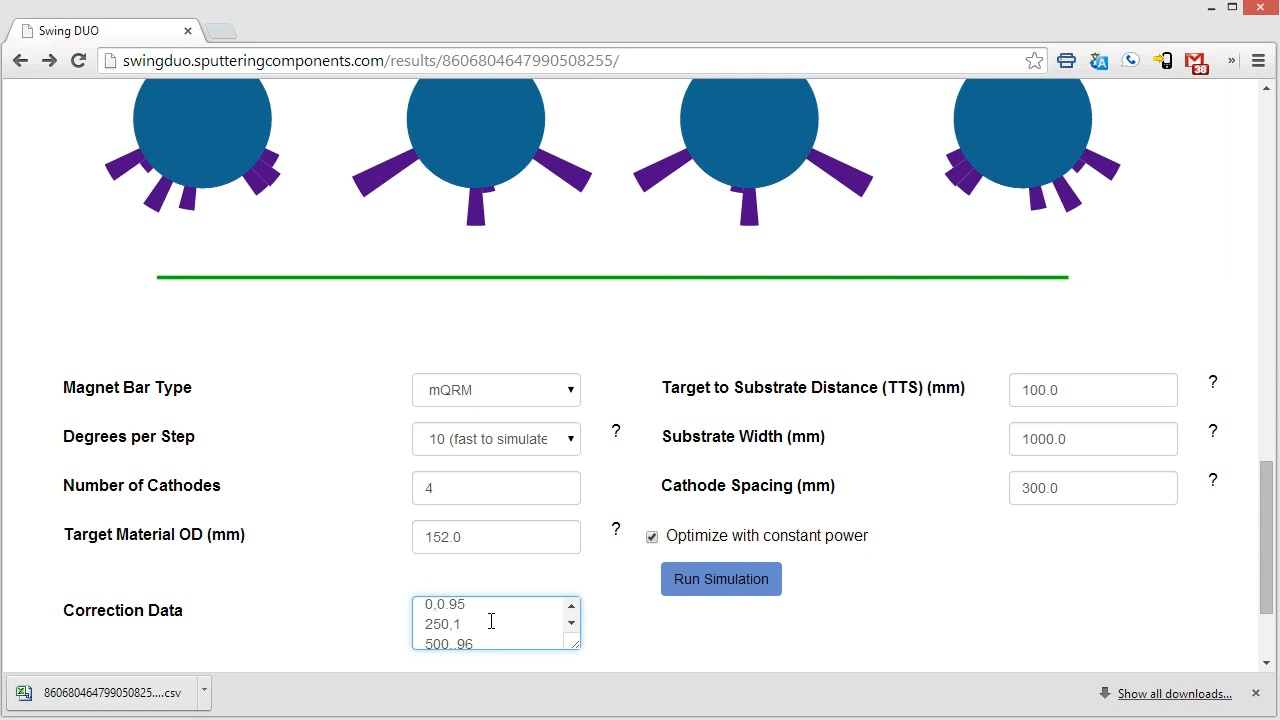 Swing DUO
swingduo.sputteringcomponents.com/results/8606804647990508255/
38
Magnet Bar Type
mQRM
Target to Substrate Distance (TTS) (mm)
100.0
?
Degrees per Step
10 (fast to simulate
?
Substrate Width (mm)
1000.0
?
Number of Cathodes
4
Cathode Spacing (mm)
300.0
?
Target Material OD (mm)
152.0
?
Optimize with constant power
Run Simulation
Correction Data
0,0.95
250,1
500,.96
860680464799050825....csv
Show all downloads...